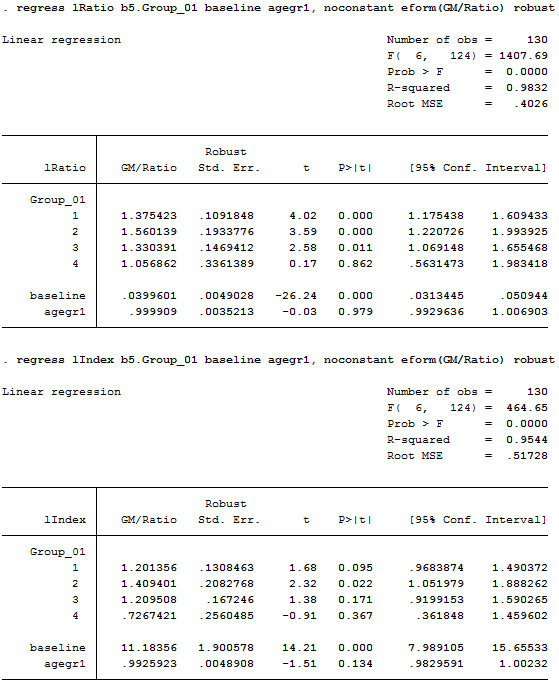 . regress lRatio b5.Group_01 baseline agegr1, noconstant eform(GM/Ratio) robust
Linear regression Number of obs = 130
F( 6, 124) = 1407.69
Prob > F = 0.0000
R-squared = 0.9832
Root MSE = .4026
Robust
lRatio GM/Ratio Std. Err. t P>|t| [95% Conf. Interval]
Group_01
1 1.375423 .1091848 4.02 0.000 1.175438 1.609433
2 1.560139 .1933776 3.59 0.000 1.220726 1.993925
3 1.330391 .1469412 2.58 0.011 1.069148 1.655468
4 1.056862 .3361389 0.17 0.862 .5631473 1.983418
baseline .0399601 .0049028 -26.24 0.000 .0313445 .050944
agegr1 .999909 .0035213 -0.03 0.979 .9929636 1.006903
. regress lIndex b5.Group_01 baseline agegr1, noconstant eform(GM/Ratio) robust
Linear regression Number of obs = 130
F( 6, 124) = 464.65
Prob > F = 0.0000
R-squared = 0.9544
Root MSE = .51728
Robust
lIndex GM/Ratio Std. Err. t P>|t| [95% Conf. Interval]
Group_01
1 1.201356 .1308463 1.68 0.095 .9683874 1.490372
2 1.409401 .2082768 2.32 0.022 1.051979 1.888262
3 1.209508 .167246 1.38 0.171 .9199153 1.590265
4 .7267421 .2560485 -0.91 0.367 .361848 1.459602
baseline 11.18356 1.900578 14.21 0.000 7.989105 15.65533
agegr1 .9925923 .0048908 -1.51 0.134 .9829591 1.00232